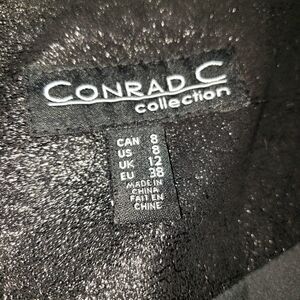 CONRAD C
collection
CAN 8
US 8
UK 12
EU 38
MADE IN
CHINA
FAIT EN
CHINE